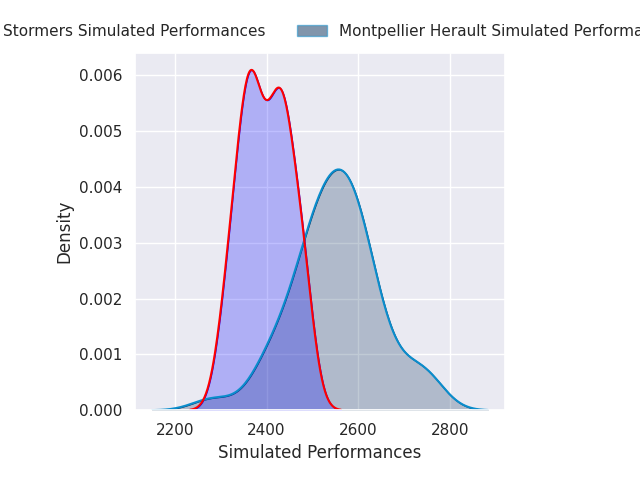 Stormers Simulated Performances
Montpellier Herault Simulated
0.006
0.005
0.004
0.003
0.002
0.001
0.000
Density
2200 2400 2600 2800
Simulated Performances